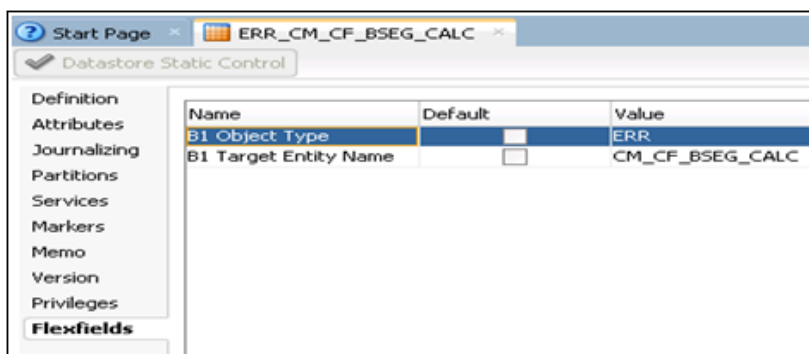 Start Page ERR_CM_CF_BSEG_CALC
Datastore Static Control
Definition
Attributes
Journalizing
Partitions
Services
Markers
Memo
Version
Privileges
Flexfields
Name Default Value
B1 Object Type ERR
B1 Target Entity Name CM_CF_BSEG_CALC